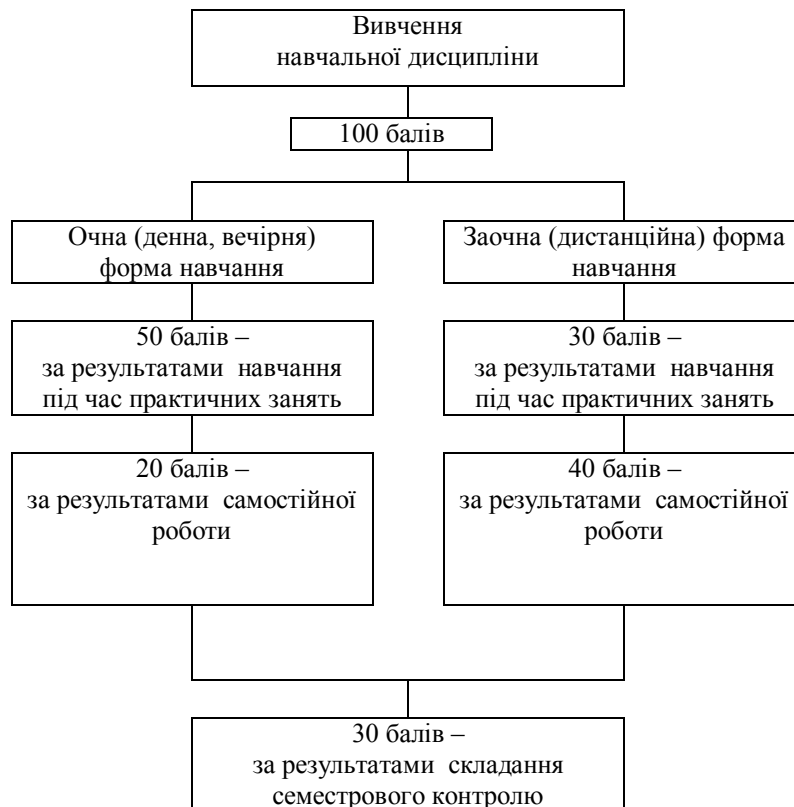 Вивчення
навчальної дисципліни
100 балів
Очна (денна, вечірня)
форма навчання
Заочна (дистанційна) форма
навчання
50 балів –
за результатами навчання
під час практичних занять
30 балів –
за результатами навчання
під час практичних занять
20 балів –
за результатами самостійної
роботи
40 балів –
за результатами самостійної
роботи
30 балів –
за результатами складання
семестрового контролю